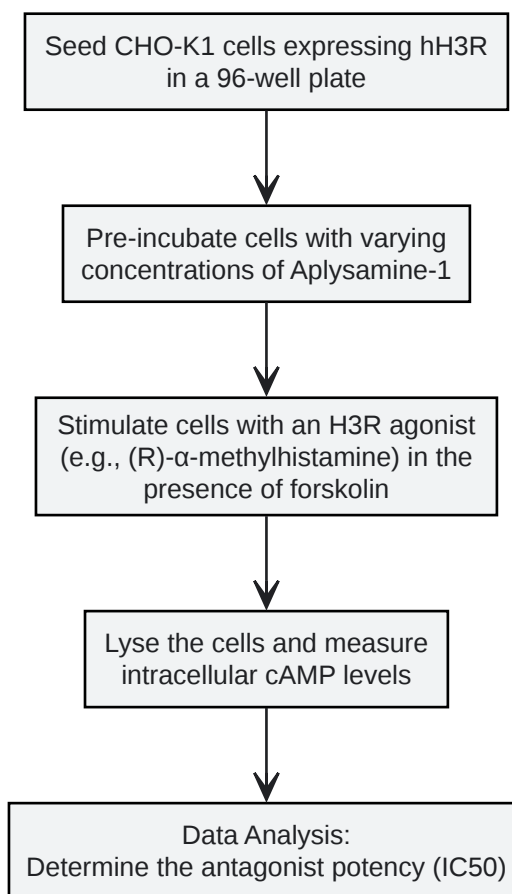 Seed CHO-K1 cells expressing hH3R
in a 96-well plate
Pre-incubate cells with varying
concentrations of Aplysamine-1
Stimulate cells with an H3R agonist
(e.g., (R)-α-methylhistamine) in the
presence of forskolin
Lyse the cells and measure
intracellular cAMP levels
Data Analysis:
Determine the antagonist potency (IC50)